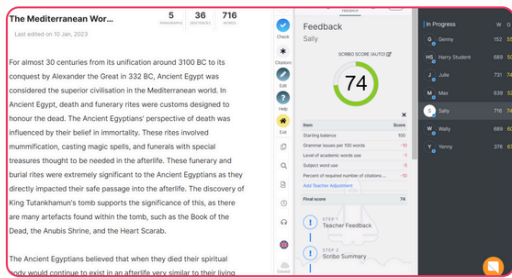 The Mediterranean Wor...
5
36
716
Last edited on 10 Jan, 2023
For almost 30 centuries from its unification around 3100 BC to its
conquest by Alexander the Great in 332 BC, Ancient Egypt was
considered the superior civilisation in the Mediterranean world. In
Ancient Egypt, death and funerary rites were customs designed to
honour the dead. The Ancient Egyptians' perspective of death was
influenced by their belief in immortality. These rites involved
mummification, casting magic spells, and funerals with special
treasures thought to be needed in the afterlife. These funerary and
burial rites were extremely significant to the Ancient Egyptians as they
directly impacted their safe passage into the afterlife. The discovery of
King Tutankhamun's tomb supports the significance of this, as there
are many artefacts found within the tomb, such as the Book of the
Dead, the Anubis Shrine, and the Heart Scarab.
The Ancient Egyptians believed that when they died their spiritual
body would continue to exist in an afterlife very similar to their living
Check
Citations
Edit
Help
Exit
FEEDBACK
Feedback
Sally
SCRIBO SCORE (AUTO)
74
Item Score
Starting balance 100
Grammar issues per 100 words
Level of academic words use
Subject word use
Percent of required number of citations ...
Add Teacher Adjustment
Final score 74
STEP 1
Teacher Feedback
STEP 2
Scribo Summary
In Progress W G
G Genny 152
HS Harry Student 689
J Julie 731
M Max 839
S Sally 716
W Wally 689
Y Yenny 376